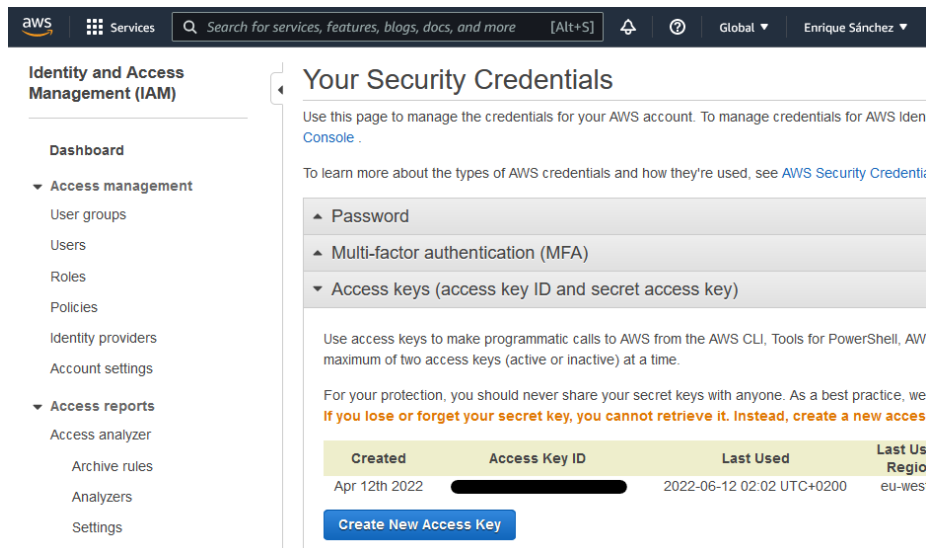 aws
Services
Search for services, features, blogs, docs, and more [Alt+S]
Global
Enrique Sánchez
Identity and Access
Management (IAM)
Dashboard
Access management
User groups
Users
Roles
Policies
Identity providers
Account settings
Access reports
Access analyzer
Archive rules
Analyzers
Settings
Your Security Credentials
Use this page to manage the credentials for your AWS account. To manage credentials for AWS Iden
Console .
To learn more about the types of AWS credentials and how they're used, see AWS Security Credentia
Password
Multi-factor authentication (MFA)
Access keys (access key ID and secret access key)
Use access keys to make programmatic calls to AWS from the AWS CLI, Tools for PowerShell, AW
maximum of two access keys (active or inactive) at a time.
For your protection, you should never share your secret keys with anyone. As a best practice, we
If you lose or forget your secret key, you cannot retrieve it. Instead, create a new acces
Created Access Key ID Last Used Last Us
Regio
Apr 12th 2022 2022-06-12 02:02 UTC+0200 eu-wes
Create New Access Key